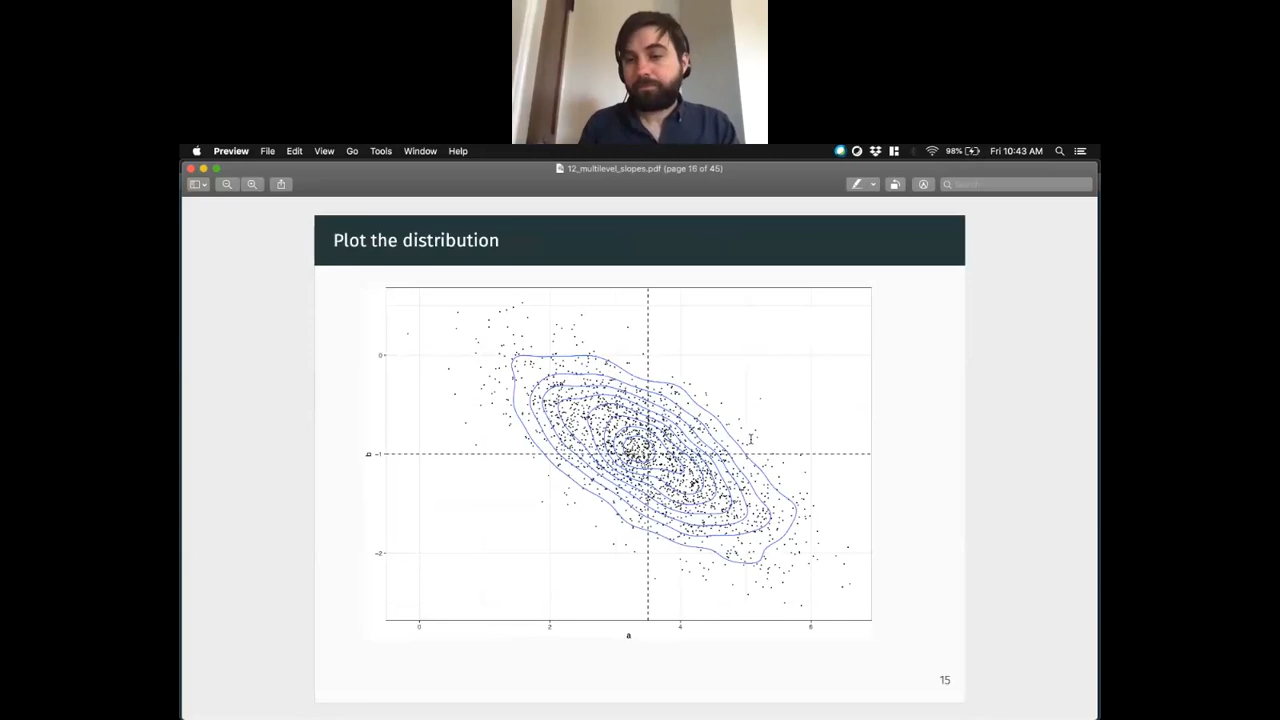 Preview File Edit View Go Tools Window Help 98% Fri 10:43 AM
12_multilevel_slopes.pdf (page 16 of 45)
Search
Plot the distribution
0
-1
-2
b
0 2 4 6
a
15